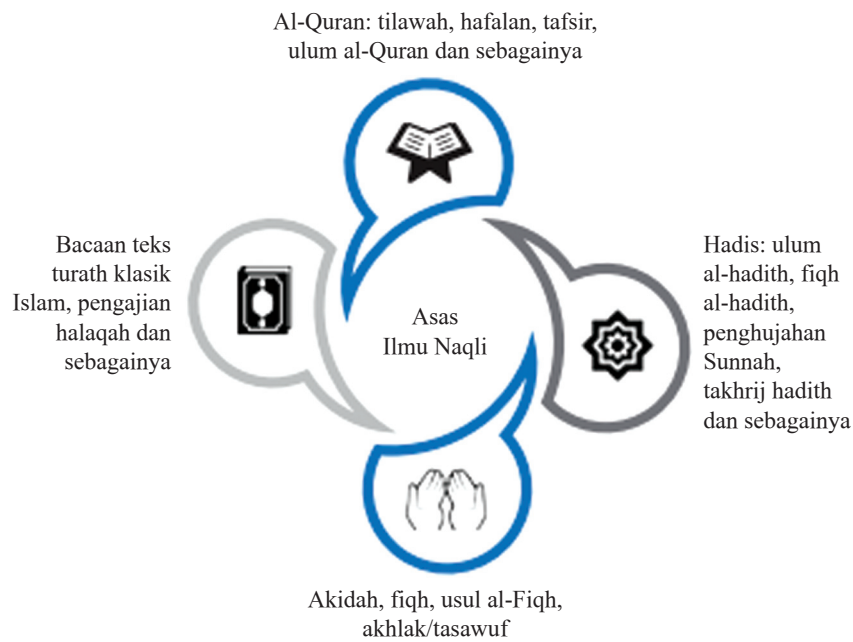 Al-Quran: tilawah, hafalan, tafsir,
ulum al-Quran dan sebagainya
Bacaan teks
turath klasik
Islam, pengajian
halaqah dan
sebagainya
Asas
Ilmu Naqli
Hadis: ulum
al-hadith, fiqh
al-hadith,
penghujahan
Sunnah,
takhrij hadith
dan sebagainya
Akidah, fiqh, usul al-Fiqh,
akhlak/tasawuf